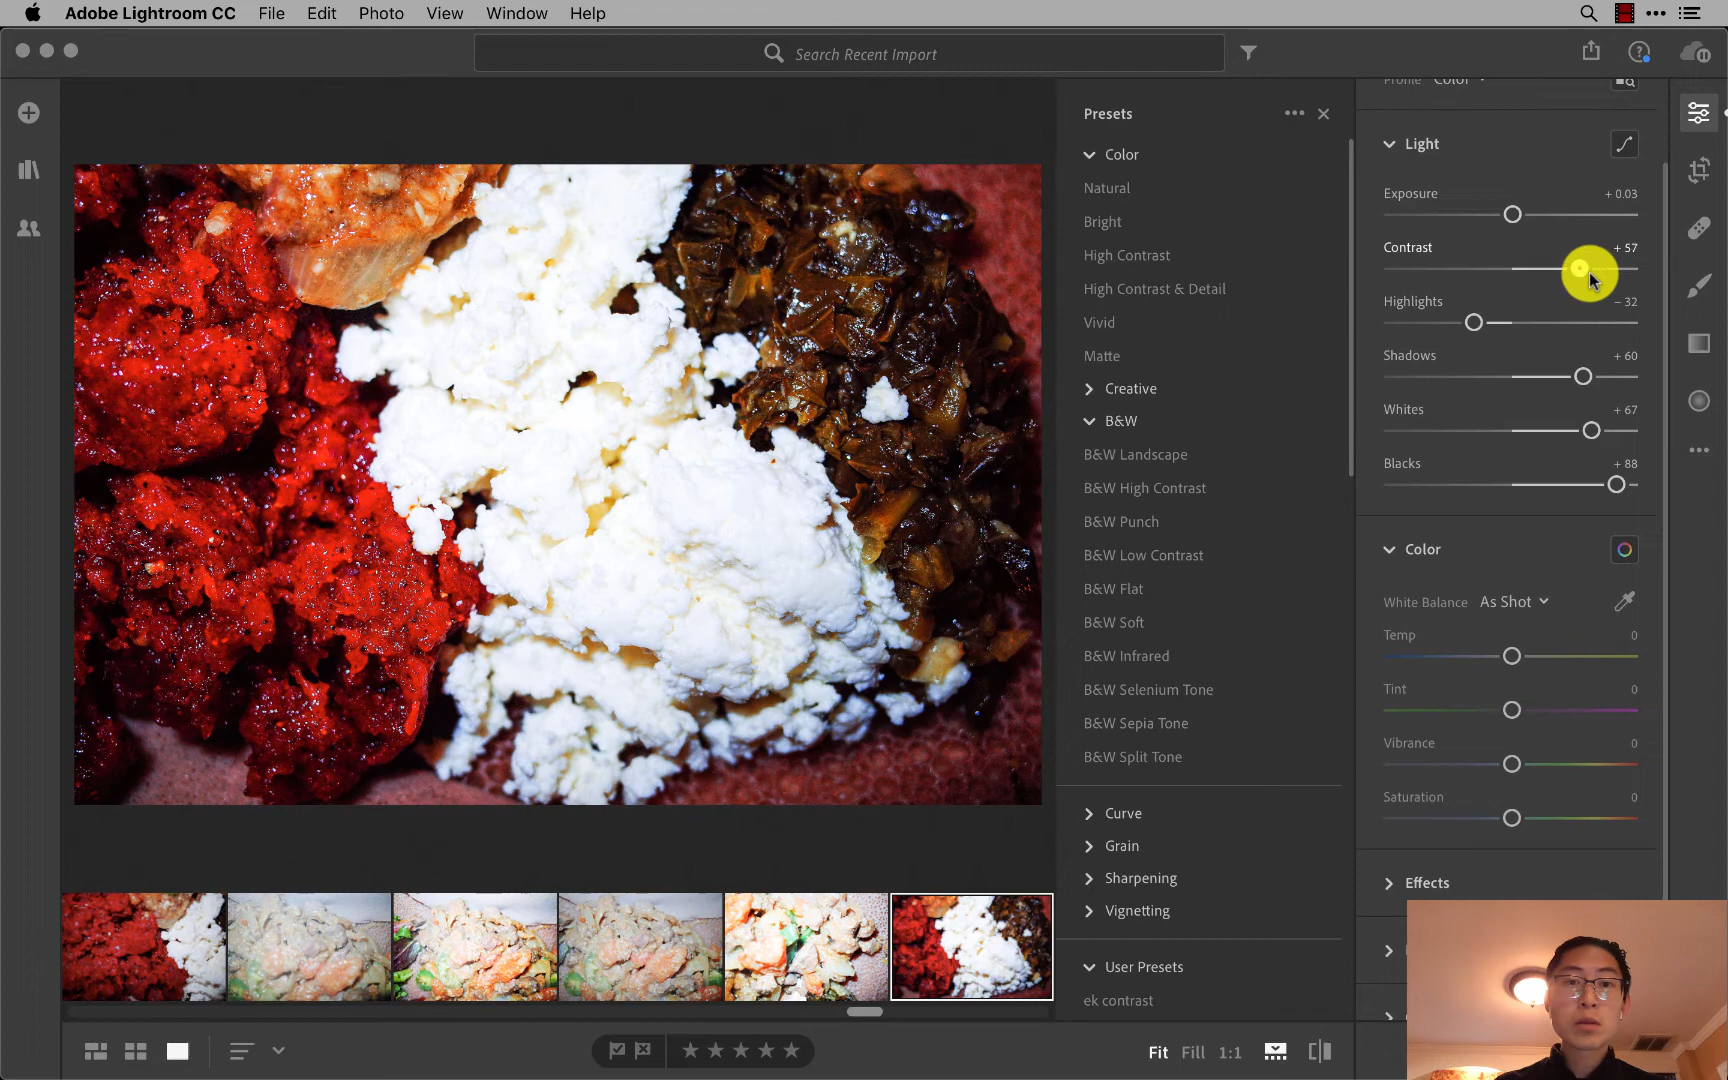 Adobe Lightroom CC File Edit Photo View Window Help
Search Recent Import
Presets
Color
Natural
Bright
High Contrast
High Contrast & Detail
Vivid
Matte
Creative
B&W
B&W Landscape
B&W High Contrast
B&W Punch
B&W Low Contrast
B&W Flat
B&W Soft
B&W Infrared
B&W Selenium Tone
B&W Sepia Tone
B&W Split Tone
Curve
Grain
Sharpening
Vignetting
User Presets
ek contrast
Profile Color
Light
Exposure + 0.03
Contrast + 57
Highlights – 32
Shadows + 60
Whites + 67
Blacks + 88
Color
White Balance As Shot
Temp 0
Tint 0
Vibrance 0
Saturation 0
Effects
Fit Fill 1:1